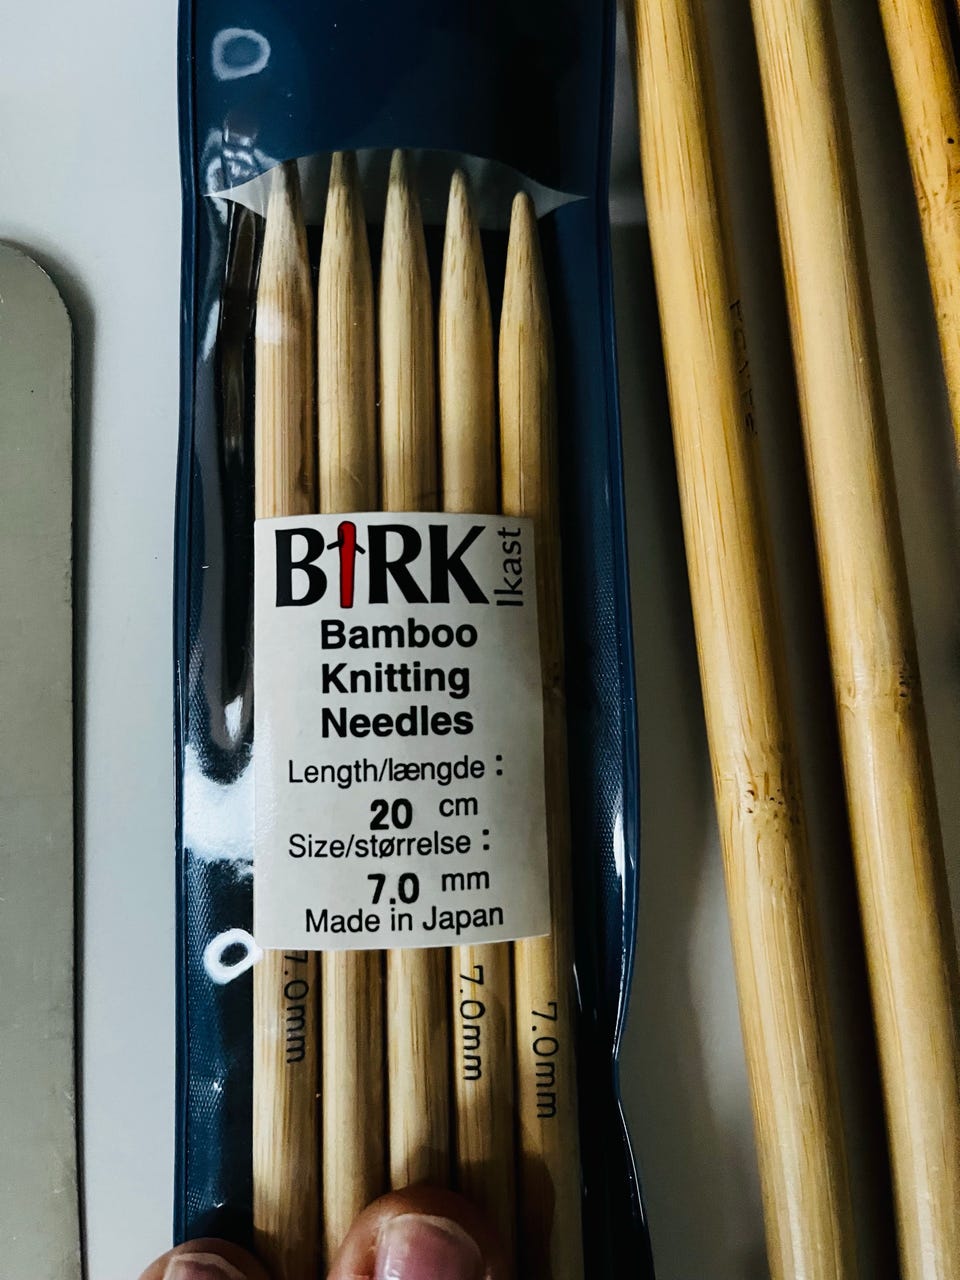 BIRK Ikast
Bamboo
Knitting
Needles
Length/længde :
20 cm
Size/størrelse :
7.0 mm
Made in Japan
7.0mm
7.0mm
7.0mm